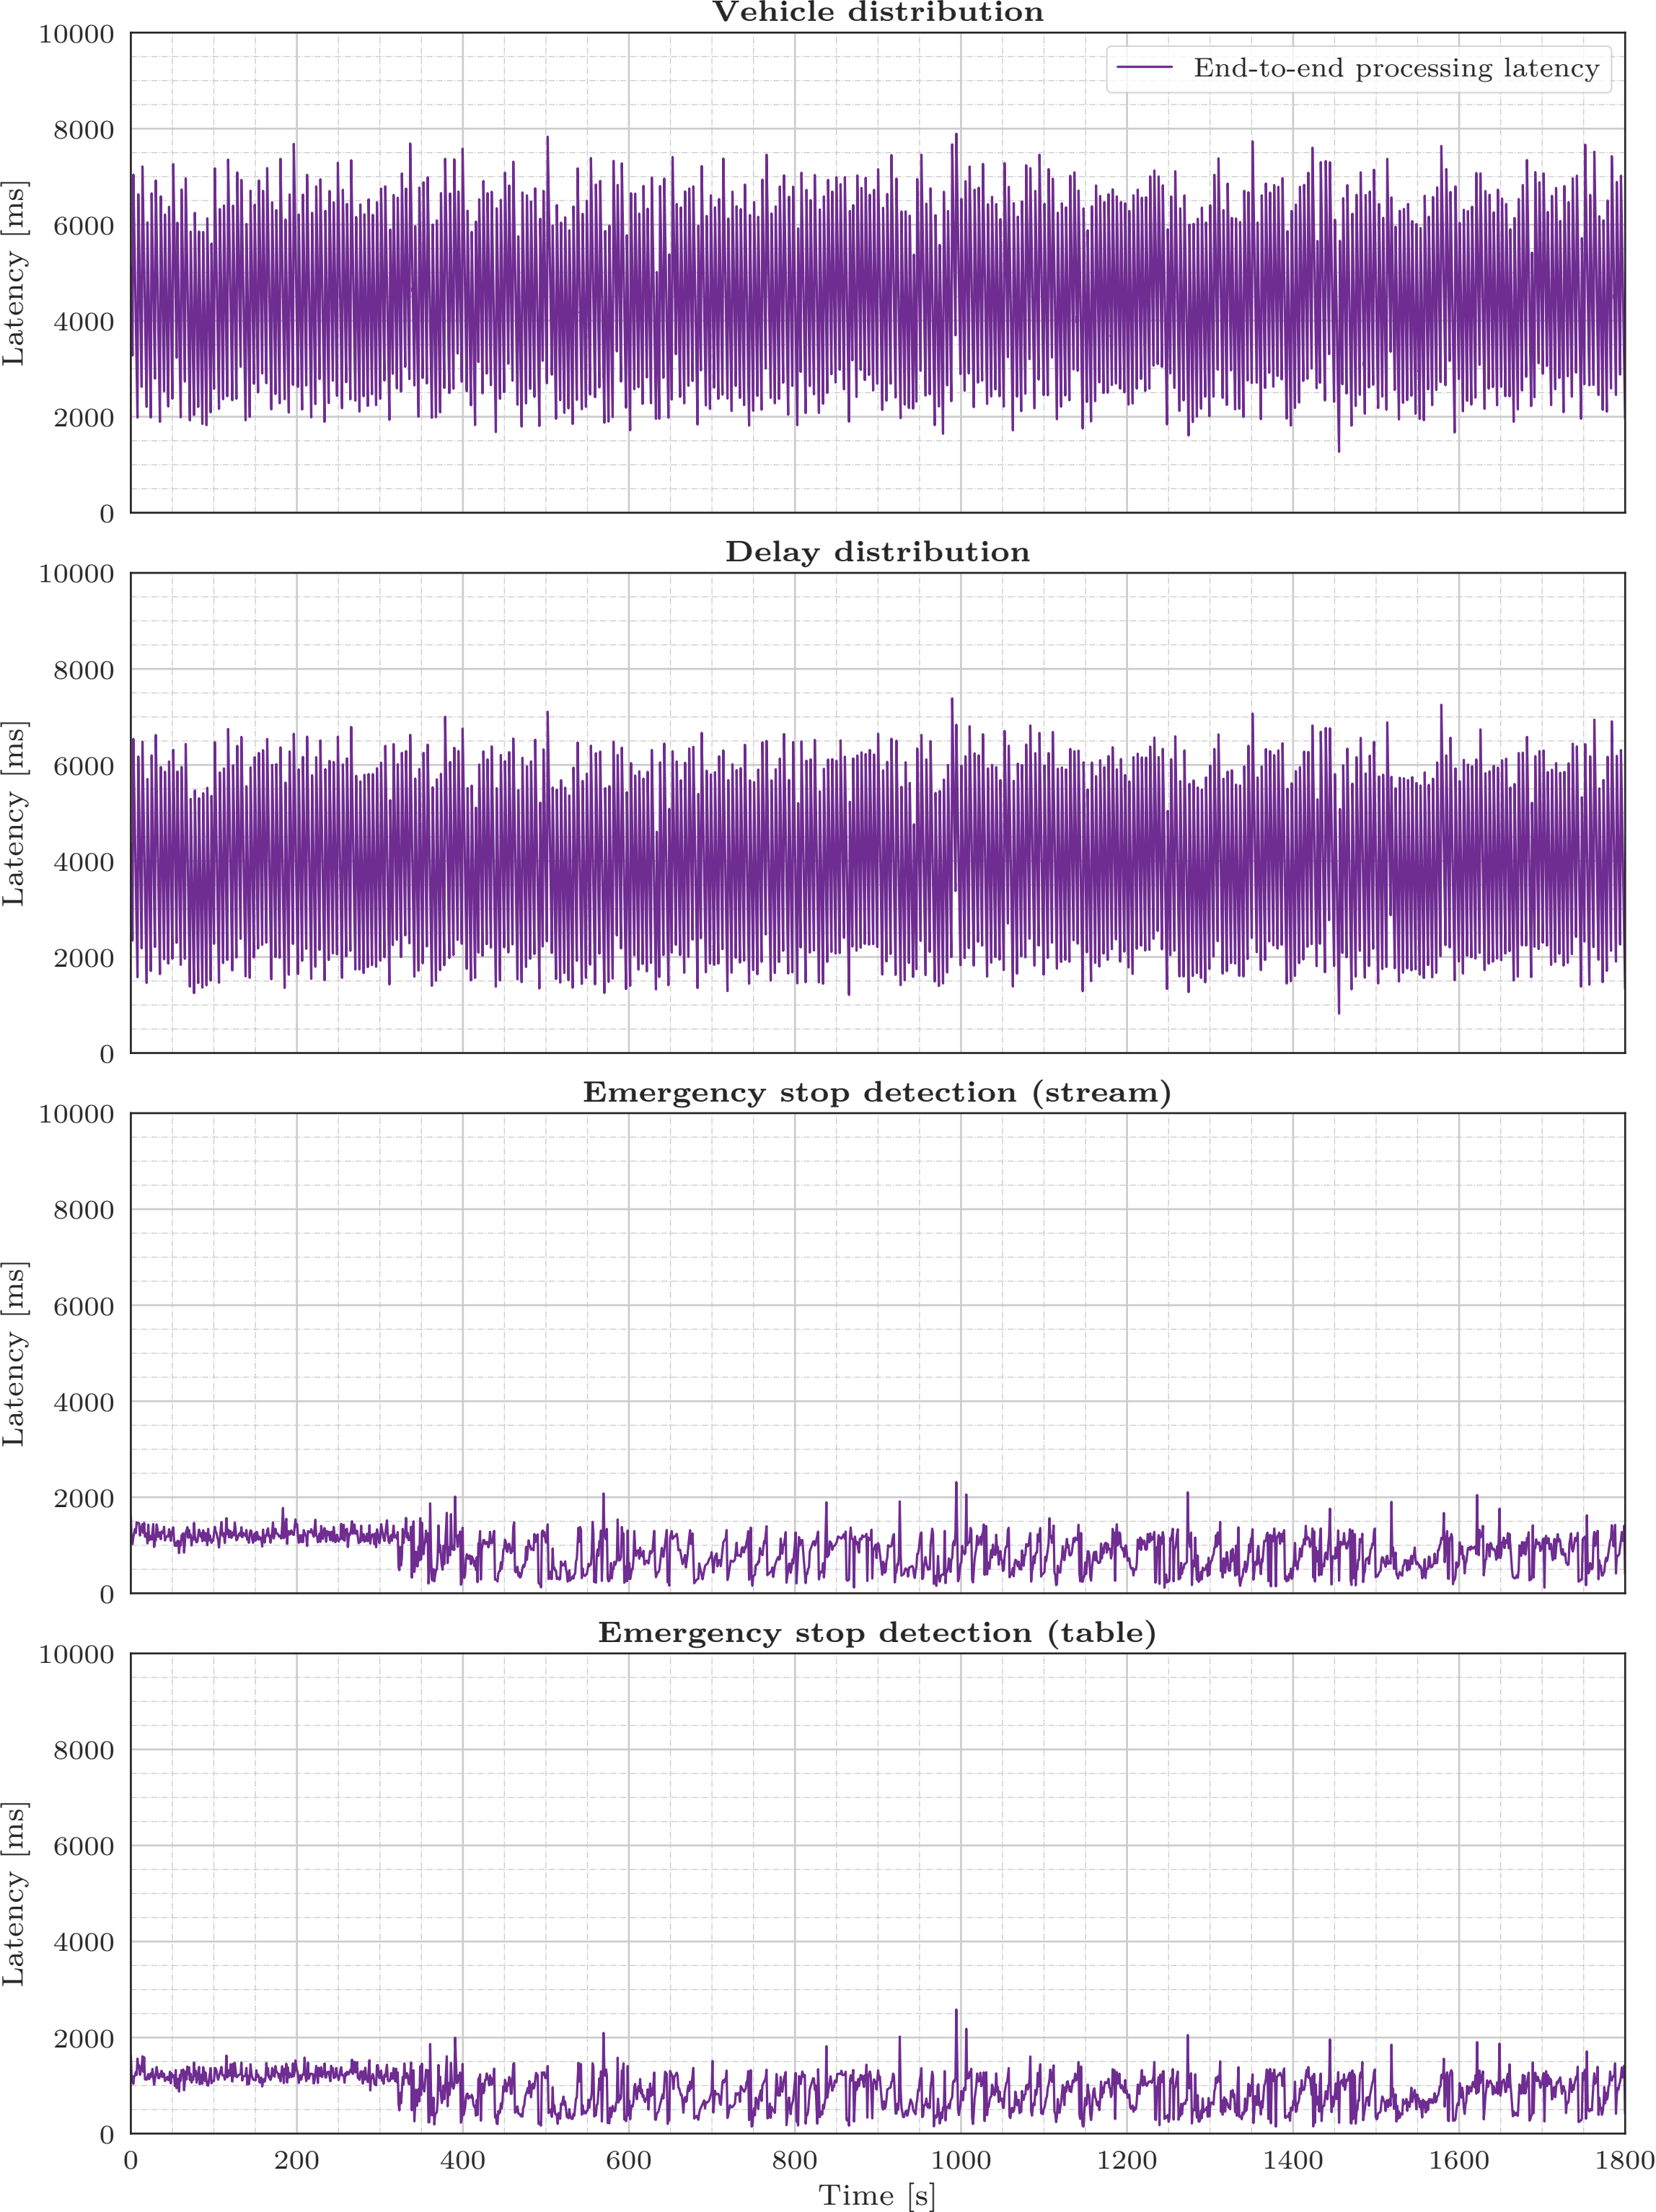 Vehicle distribution
10000
8000
6000
4000
2000
0
Latency [ms]
End-to-end processing latency
Delay distribution
10000
8000
6000
4000
2000
0
Latency [ms]
Emergency stop detection (stream)
10000
8000
6000
4000
2000
0
Latency [ms]
Emergency stop detection (table)
10000
8000
6000
4000
2000
0
Latency [ms]
0 200 400 600 800 1000 1200 1400 1600 1800
Time [s]